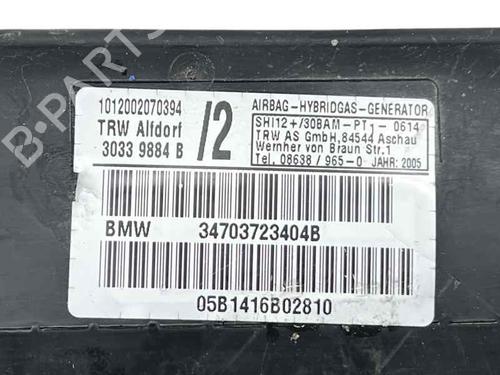 B-PARTS
1012002070394
TRW Alfdorf
3033 9884 B
/2
AIRBAG-HYBRIDGAS-GENERATOR
SHI12+/30BAM-PT1-0614
TRW AS GmbH,84544 Aschau
Wernher von Braun Str.1
Tel. 08638 / 965-0 JAHR: 2005
BMW 34703723404B
05B1416B02810